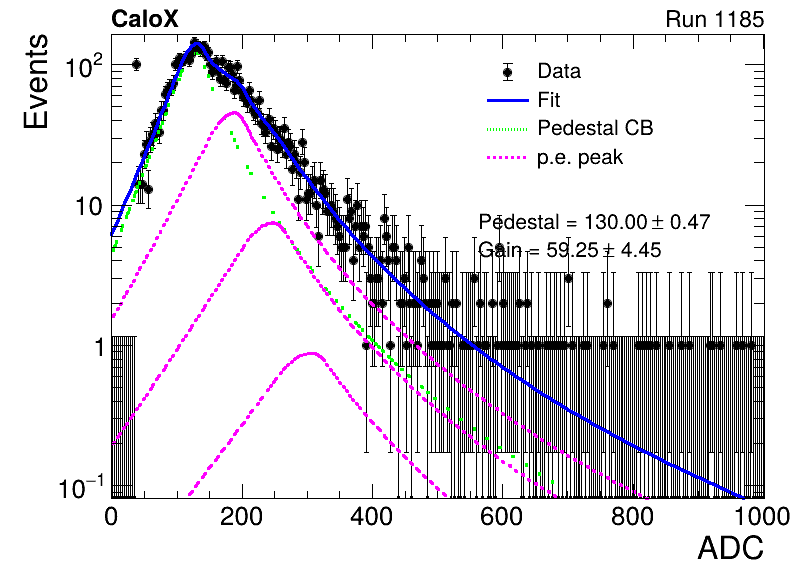 CaloX Run 1185
Events
Data
Fit
Pedestal CB
p.e. peak
Pedestal = 130.00 ± 0.47
Gain = 59.25 ± 4.45
10²
10
1
10⁻¹
0 200 400 600 800 1000
ADC